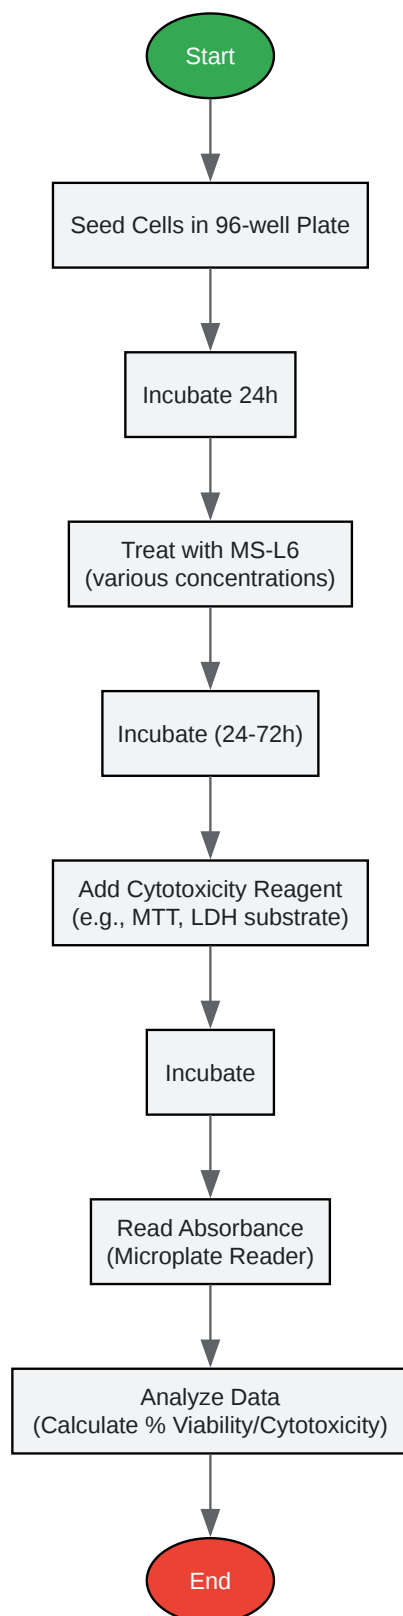 Start
Seed Cells in 96-well Plate
Incubate 24h
Treat with MS-L6
(various concentrations)
Incubate (24-72h)
Add Cytotoxicity Reagent
(e.g., MTT, LDH substrate)
Incubate
Read Absorbance
(Microplate Reader)
Analyze Data
(Calculate % Viability/Cytotoxicity)
End